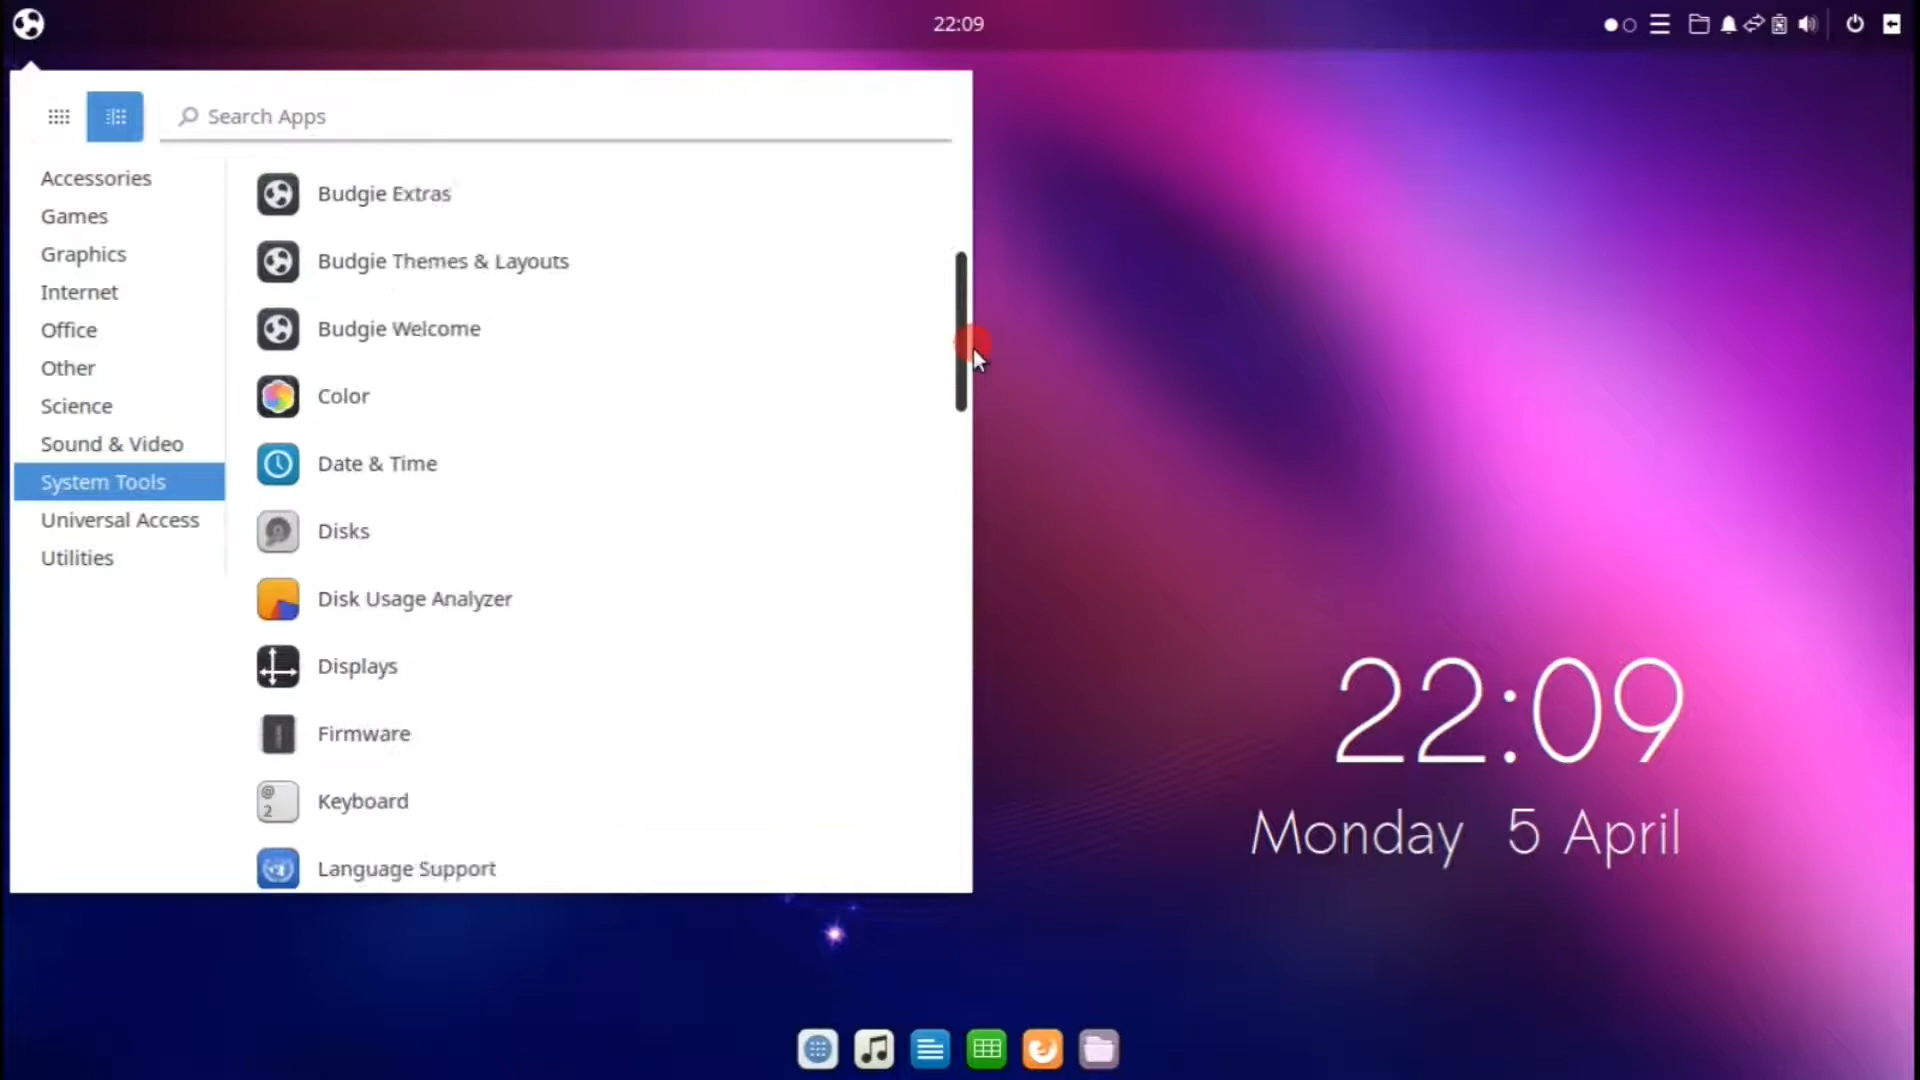 22:09
Search Apps
Accessories
Games
Graphics
Internet
Office
Other
Science
Sound & Video
System Tools
Universal Access
Utilities
Budgie Extras
Budgie Themes & Layouts
Budgie Welcome
Color
Date & Time
Disks
Disk Usage Analyzer
Displays
Firmware
@
2
Keyboard
Language Support
22:09
Monday 5 April